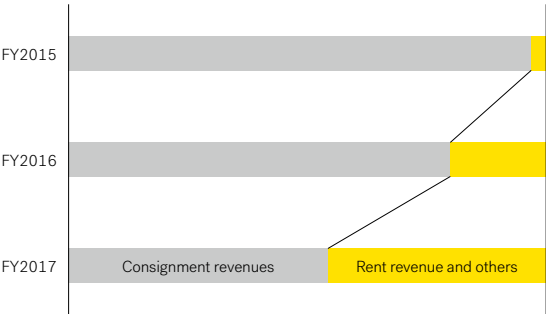 FY2015
FY2016
FY2017
Consignment revenues
Rent revenue and others